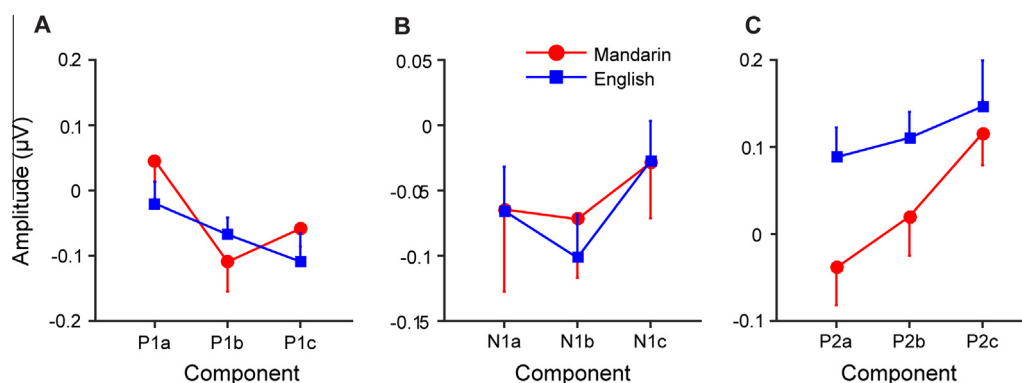 A
Amplitude (µV)
0.2
0.1
0
-0.1
-0.2
P1a P1b P1c
Component
B
Mandarin
English
0.05
0
-0.05
-0.1
-0.15
N1a N1b N1c
Component
C
0.2
0.1
0
-0.1
P2a P2b P2c
Component